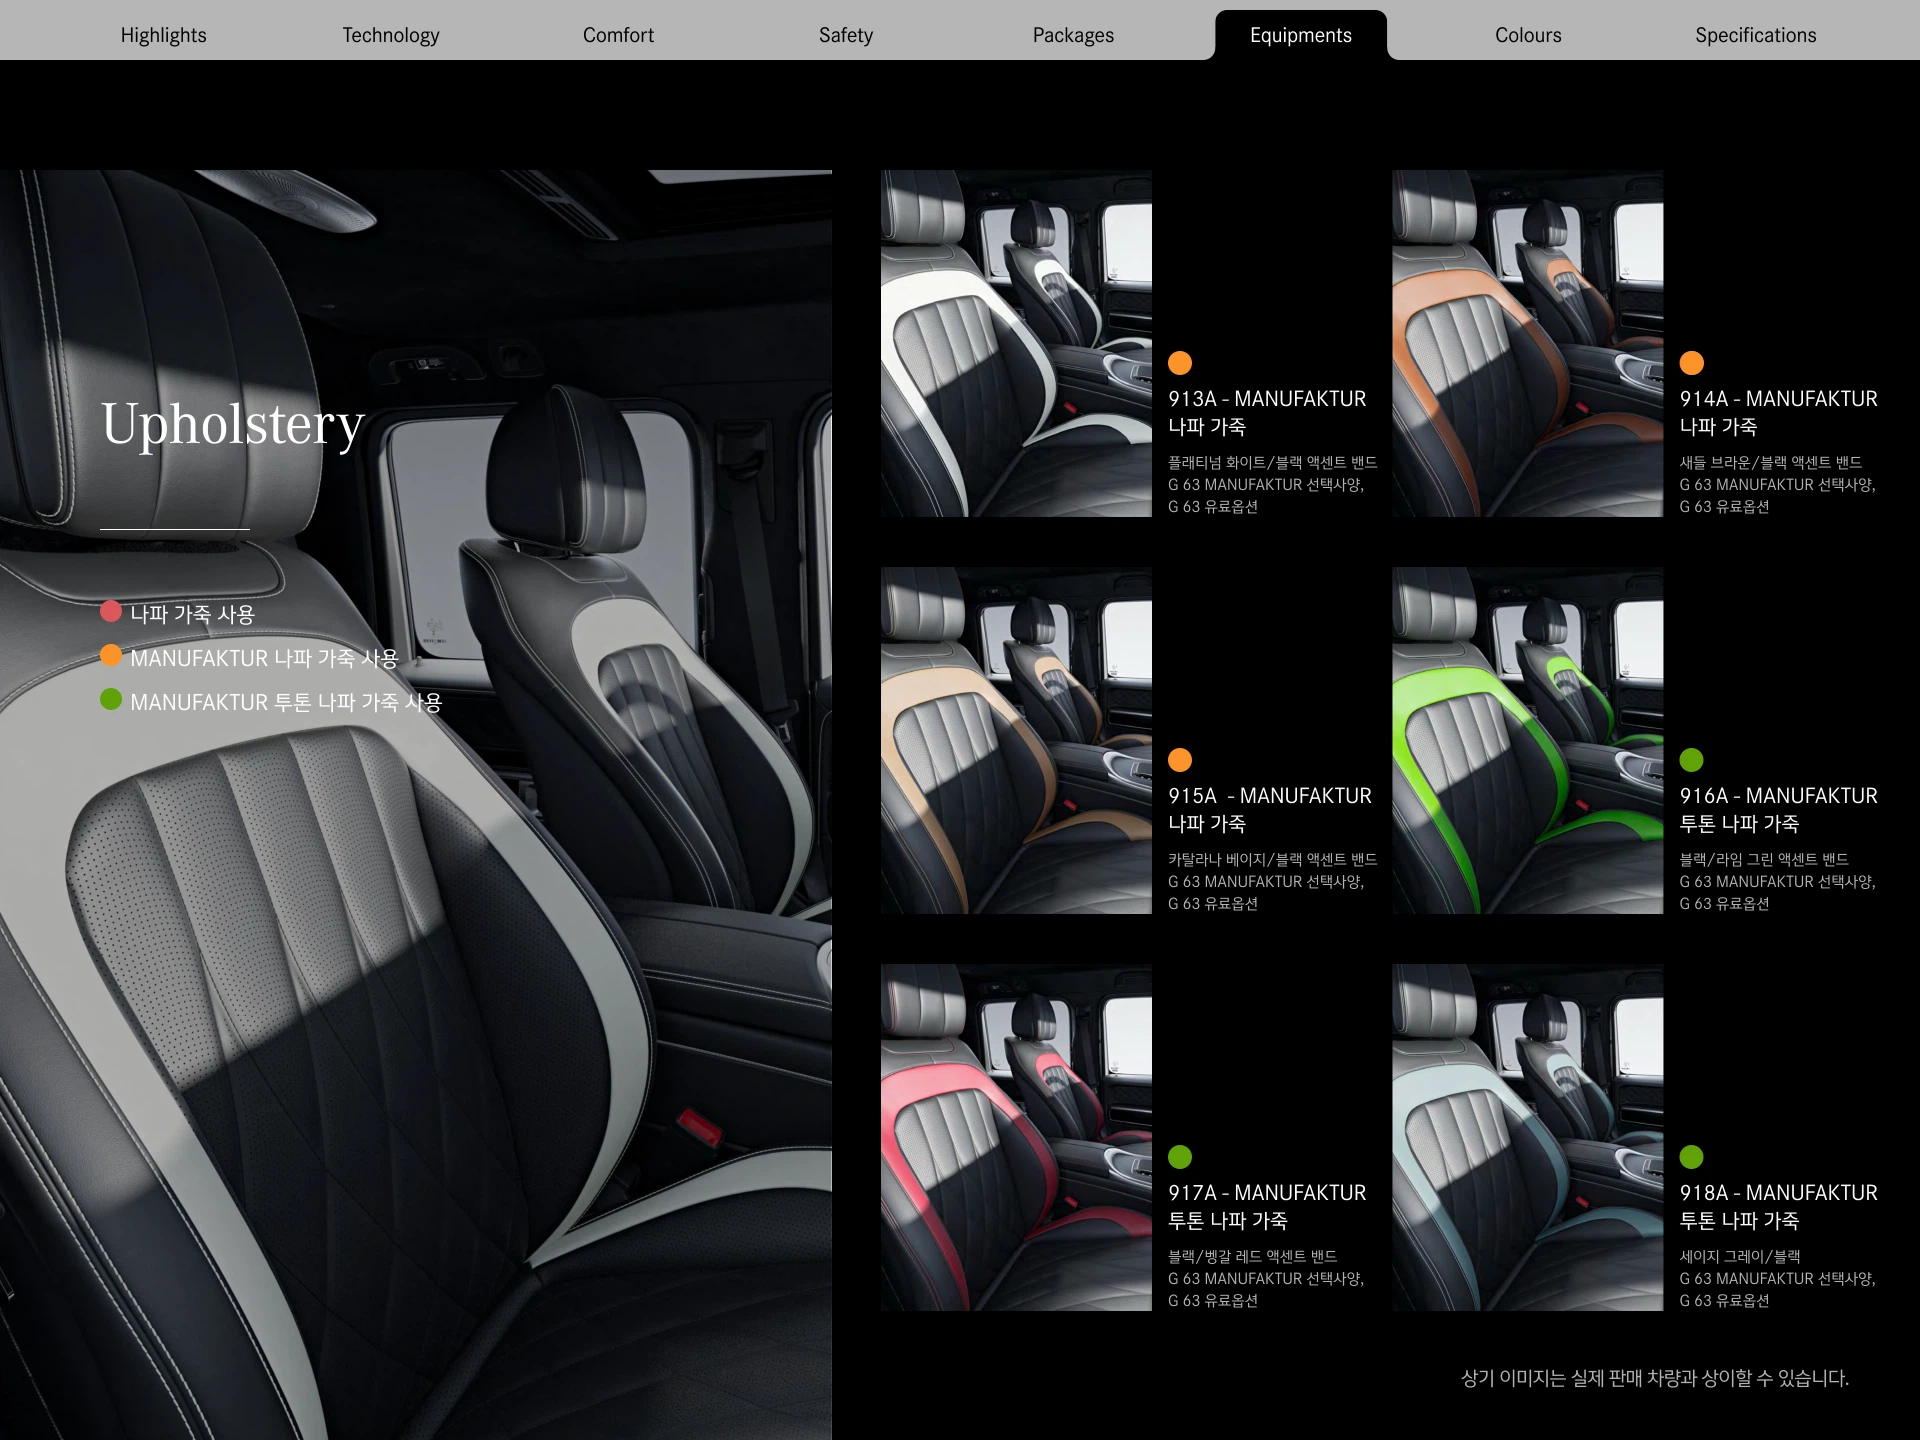 Highlights
Technology
Comfort
Safety
Packages
Equipments
Colours
Specifications
Upholstery
나파 가죽 사용
MANUFAKTUR 나파 가죽 사용
MANUFAKTUR 투톤 나파 가죽 사용
913A - MANUFAKTUR
나파 가죽
플래티넘 화이트/블랙 액센트 밴드
G 63 MANUFAKTUR 선택사양,
G 63 유료옵션
914A - MANUFAKTUR
나파 가죽
새들 브라운/블랙 액센트 밴드
G 63 MANUFAKTUR 선택사양,
G 63 유료옵션
915A - MANUFAKTUR
나파 가죽
카탈라나 베이지/블랙 액센트 밴드
G 63 MANUFAKTUR 선택사양,
G 63 유료옵션
916A - MANUFAKTUR
투톤 나파 가죽
블랙/라임 그린 액센트 밴드
G 63 MANUFAKTUR 선택사양,
G 63 유료옵션
917A - MANUFAKTUR
투톤 나파 가죽
블랙/벵갈 레드 액센트 밴드
G 63 MANUFAKTUR 선택사양,
G 63 유료옵션
918A - MANUFAKTUR
투톤 나파 가죽
세이지 그레이/블랙
G 63 MANUFAKTUR 선택사양,
G 63 유료옵션
상기 이미지는 실제 판매 차량과 상이할 수 있습니다.